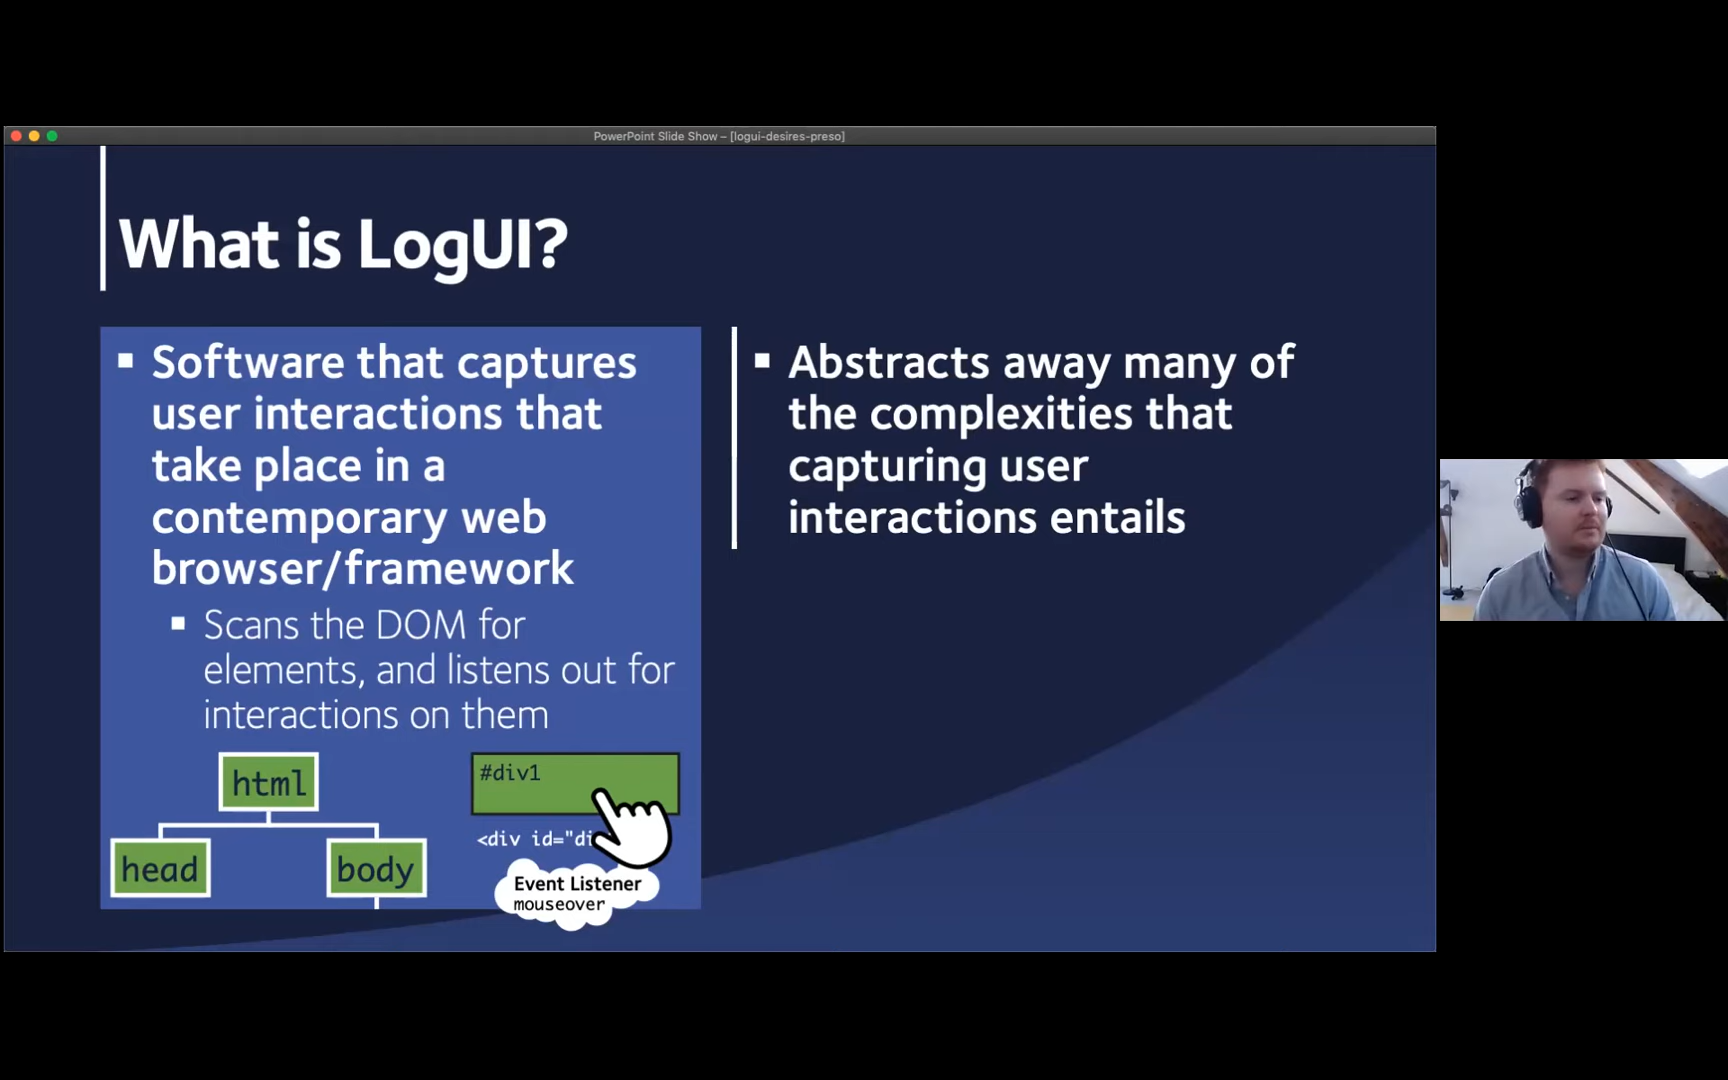 PowerPoint Slide Show – [logui-desires-preso]
What is LogUI?
Software that captures
user interactions that
take place in a
contemporary web
browser/framework
Scans the DOM for
elements, and listens out for
interactions on them
html
head
body
#div1
<div id="di
Event Listener
mouseover
Abstracts away many of
the complexities that
capturing user
interactions entails